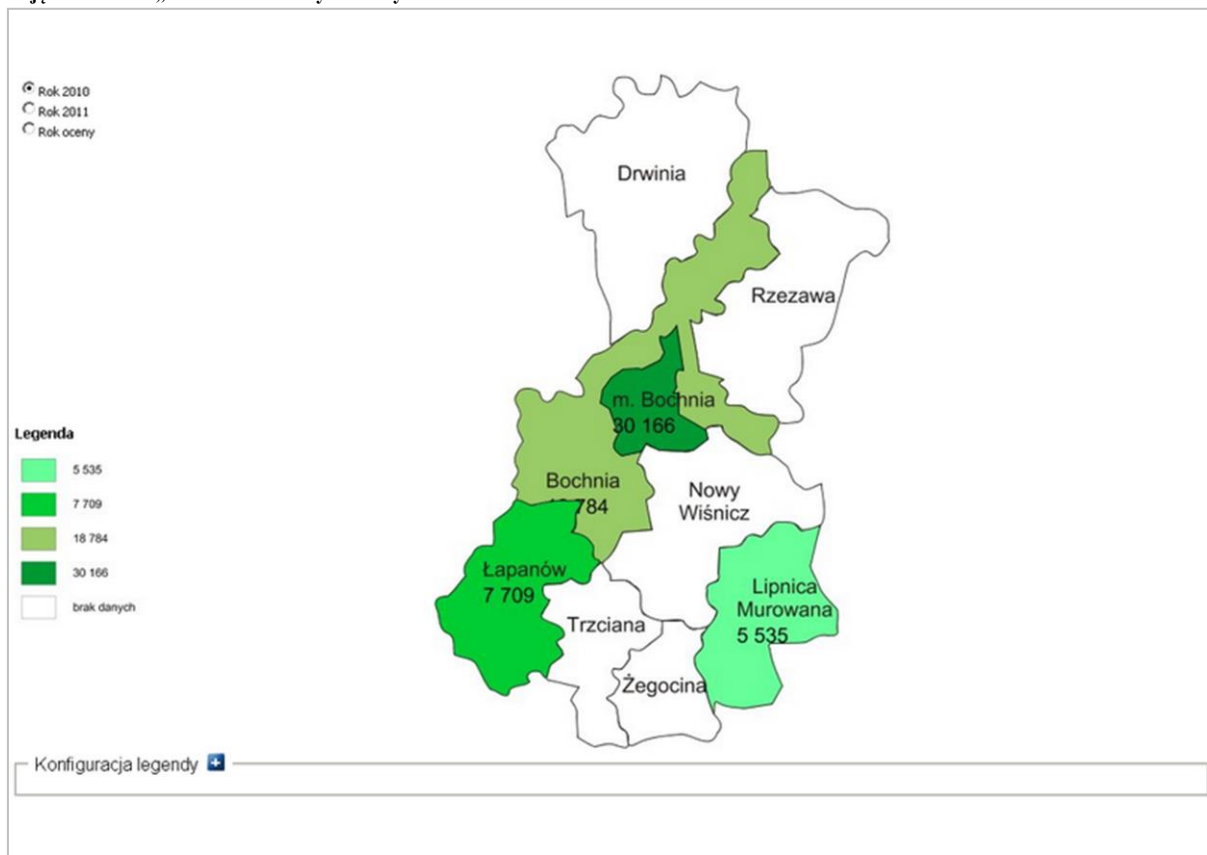 Rok 2010
Rok 2011
Rok oceny
Drwinia
Rzezawa
m. Bochnia
30 166
Legenda
5 535
7 709
18 784
30 166
brak danych
Bochnia
784
Nowy
Wiśnicz
Łapanów
7 709
Lipnica
Murowana
5 535
Trzciana
Żegocina
Konfiguracja legendy